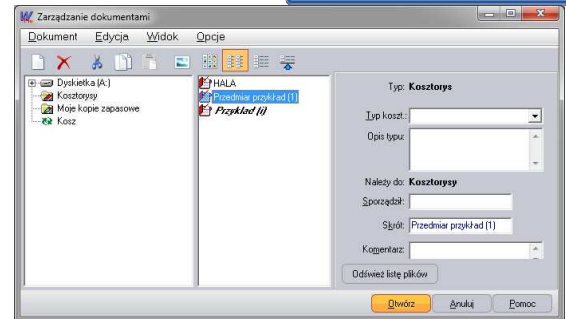 Zarządzanie dokumentami
Dokument Edycja Widok Opcje
Dyskietka (A:)
Kosztorysy
Moje kopie zapasowe
Kosz
HALA
Przedmiar przykład (1)
Przykład (i)
Typ: Kosztorys
Typ koszt.:
Opis typu:
Należy do: Kosztorysy
Sporządził:
Skrót: Przedmiar przykład (1)
Komentarz:
Odśwież listę plików
Otwórz Anuluj Pomoc